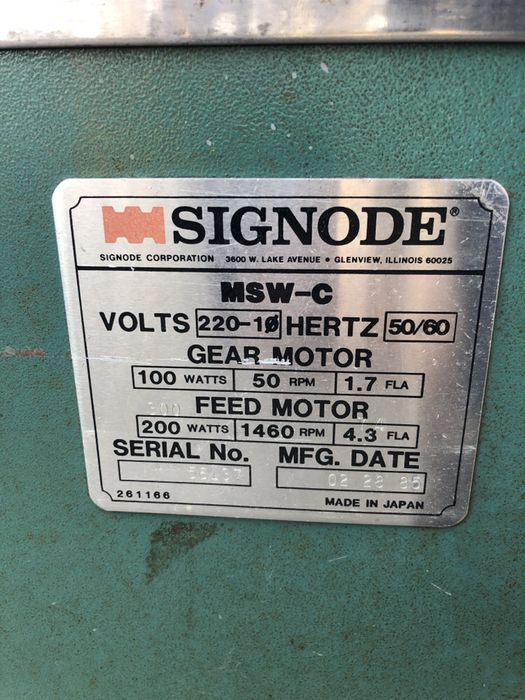 SIGNODE®
SIGNODE CORPORATION 3600 W. LAKE AVENUE • GLENVIEW, ILLINOIS 60025
MSW-C
VOLTS 220-1Ø HERTZ 50/60
GEAR MOTOR
100 WATTS 50 RPM 1.7 FLA
FEED MOTOR
200 WATTS 1460 RPM 4.3 FLA
SERIAL No. MFG. DATE
02 28 85
261166 MADE IN JAPAN